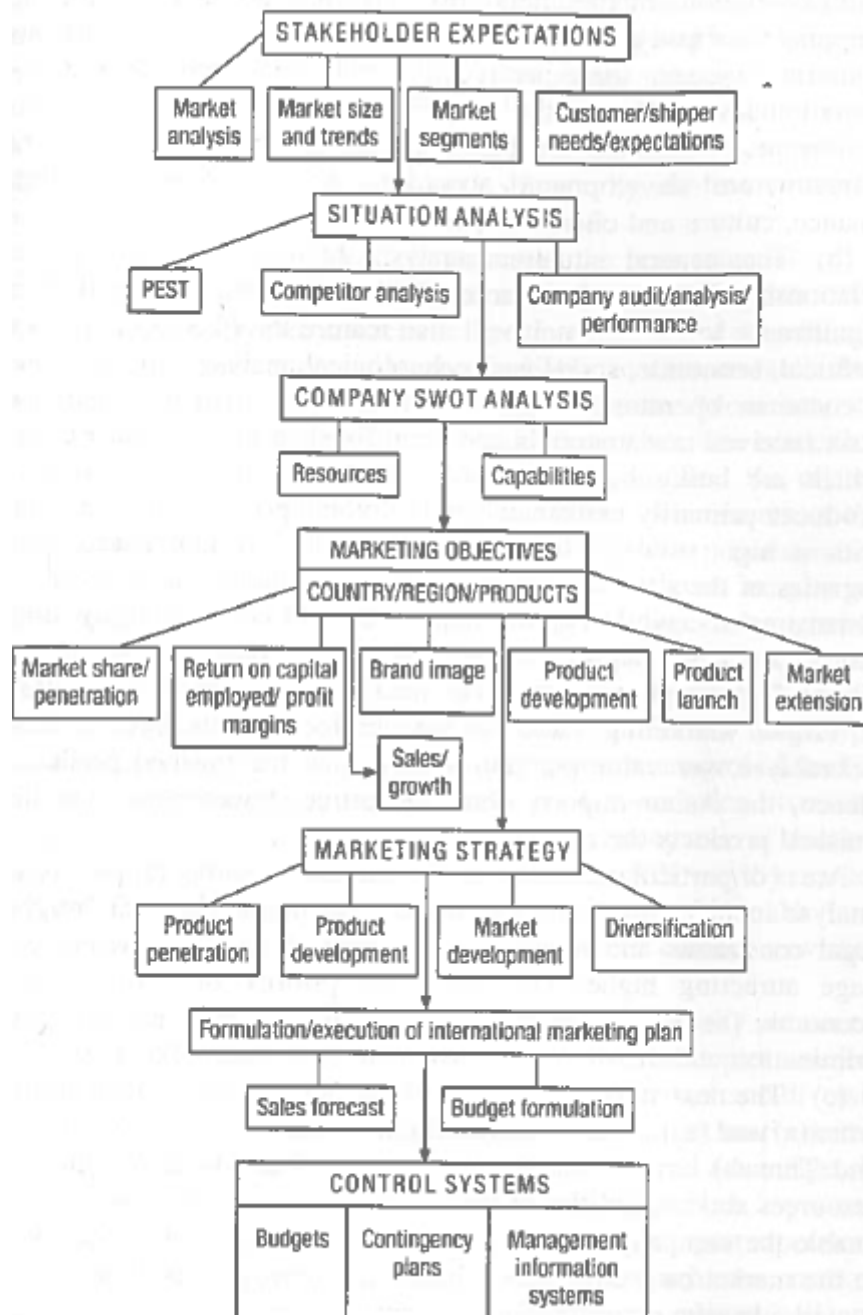 STAKEHOLDER EXPECTATIONS
Market
analysis
Market size
and trends
Market
segments
Customer/shipper
needs/expectations
SITUATION ANALYSIS
PEST
Competitor analysis
Company audit/analysis/
performance
COMPANY SWOT ANALYSIS
Resources
Capabilities
MARKETING OBJECTIVES
COUNTRY/REGION/PRODUCTS
Market share/
penetration
Return on capital
employed/ profit
margins
Brand image
Product
development
Product
launch
Market
extension
Sales/
growth
MARKETING STRATEGY
Product
penetration
Product
development
Market
development
Diversification
Formulation/execution of international marketing plan
Sales forecast
Budget formulation
CONTROL SYSTEMS
Budgets
Contingency
plans
Management
information
systems